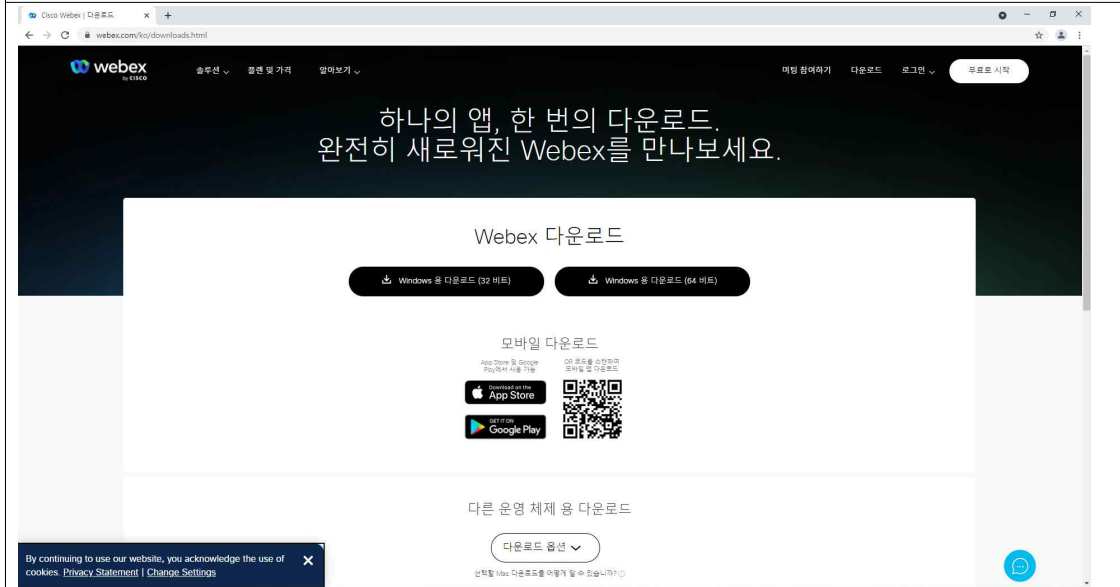 Cisco Webex | 다운로드
webex.com/ko/downloads.html
webex
by CISCO
솔루션
플랜 및 가격
알아보기
미팅 참여하기
다운로드
로그인
무료로 시작
하나의 앱, 한 번의 다운로드.
완전히 새로워진 Webex를 만나보세요.
Webex 다운로드
Windows 용 다운로드 (32 비트)
Windows 용 다운로드 (64 비트)
모바일 다운로드
App Store 및 Google
Play에서 사용 가능
QR 코드를 스캔하여
모바일 앱 다운로드
Download on the
App Store
GET IT ON
Google Play
다른 운영 체제 용 다운로드
다운로드 옵션
선택할 Mac 다운로드를 어떻게 알 수 있습니까?
By continuing to use our website, you acknowledge the use of
cookies. Privacy Statement | Change Settings